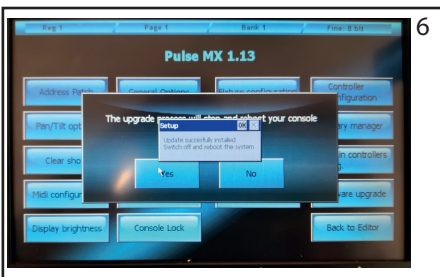 6
Reg 1 Page 1 Bank 1 Fine: 8 bit
Pulse MX 1.13
Address Patch General Options Fixture configuration Controller
The upgrade process will stop and reboot your console
Setup OK
Update succesfully installed
Switch off and reboot the system
Pan/Tilt opt ary manager
Clear sho in controllers
Yes No
Midi configur ware upgrade
Display brightness Console Lock Back to Editor